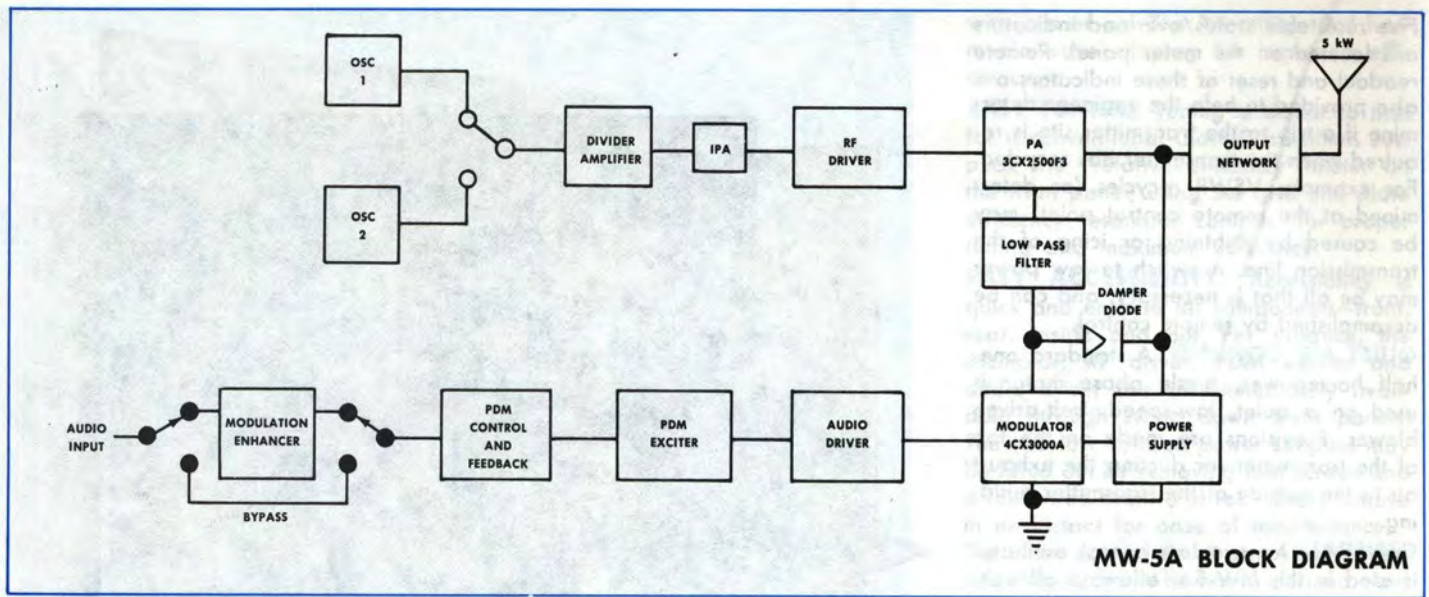 OSC
1
OSC
2
DIVIDER
AMPLIFIER
IPA
RF
DRIVER
PA
3CX2500F3
OUTPUT
NETWORK
5 kW
LOW PASS
FILTER
DAMPER
DIODE
AUDIO
INPUT
MODULATION
ENHANCER
BYPASS
PDM
CONTROL
AND
FEEDBACK
PDM
EXCITER
AUDIO
DRIVER
MODULATOR
4CX3000A
POWER
SUPPLY
MW-5A BLOCK DIAGRAM